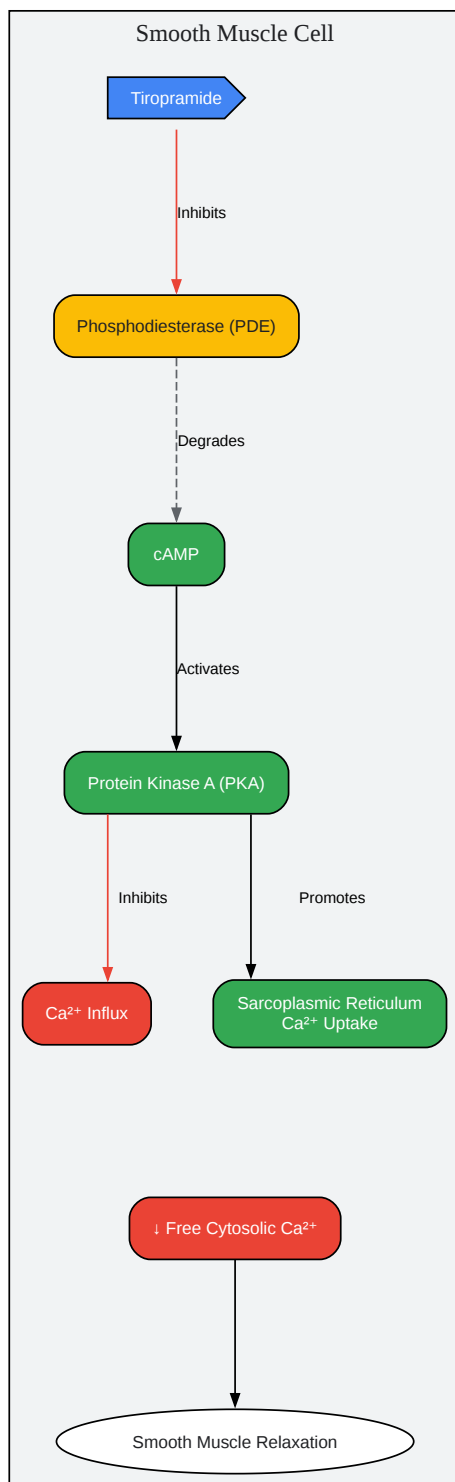 Smooth Muscle Cell
Tiropramide
Inhibits
Phosphodiesterase (PDE)
Degrades
cAMP
Activates
Protein Kinase A (PKA)
Inhibits
Promotes
Ca²⁺ Influx
Sarcoplasmic Reticulum
Ca²⁺ Uptake
↓ Free Cytosolic Ca²⁺
Smooth Muscle Relaxation